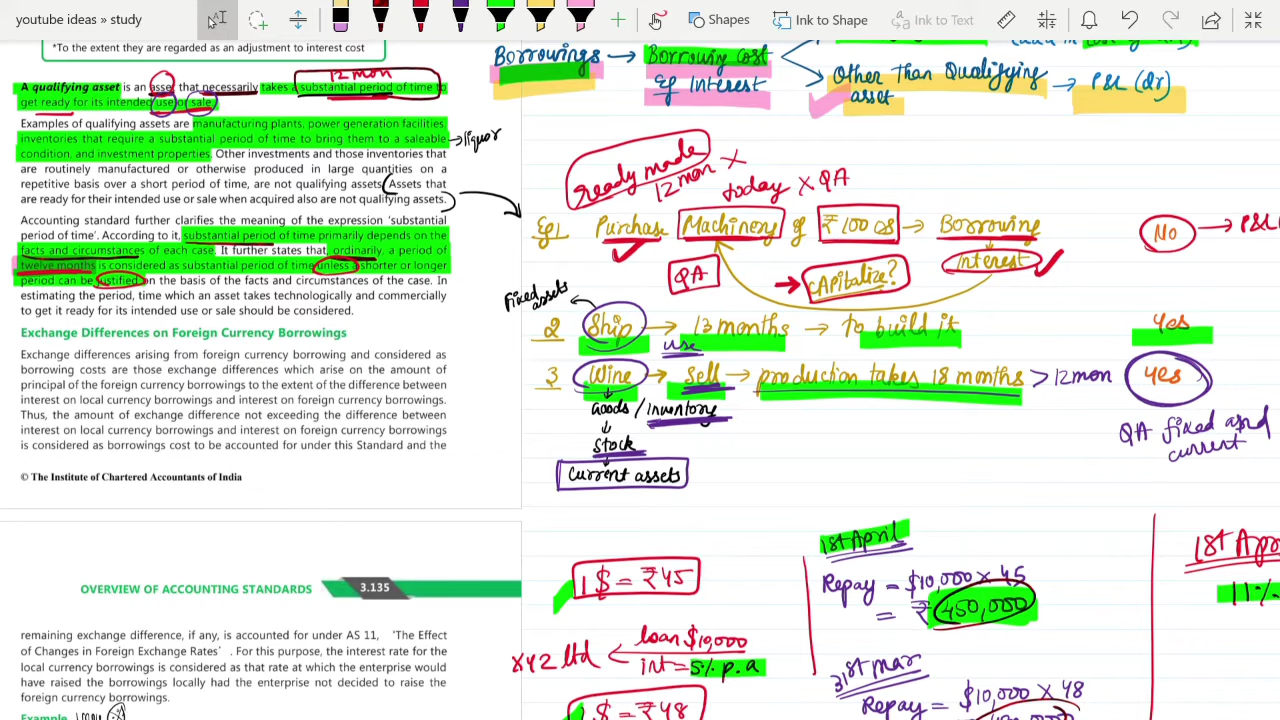 youtube ideas » study
Shapes
Ink to Shape
Ink to Text
*To the extent they are regarded as an adjustment to interest cost
12 mon
A qualifying asset is an asset that necessarily takes a substantial period of time to
get ready for its intended use or sale.
Examples of qualifying assets are manufacturing plants, power generation facilities,
inventories that require a substantial period of time to bring them to a saleable
condition, and investment properties. Other investments and those inventories that
are routinely manufactured or otherwise produced in large quantities on a
repetitive basis over a short period of time, are not qualifying assets. Assets that
are ready for their intended use or sale when acquired also are not qualifying assets.
liquor
Accounting standard further clarifies the meaning of the expression 'substantial
period of time'. According to it, substantial period of time primarily depends on the
facts and circumstances of each case. It further states that, ordinarily, a period of
twelve months is considered as substantial period of time unless a shorter or longer
period can be justified on the basis of the facts and circumstances of the case. In
estimating the period, time which an asset takes technologically and commercially
to get it ready for its intended use or sale should be considered.
Exchange Differences on Foreign Currency Borrowings
Exchange differences arising from foreign currency borrowing and considered as
borrowing costs are those exchange differences which arise on the amount of
principal of the foreign currency borrowings to the extent of the difference between
interest on local currency borrowings and interest on foreign currency borrowings.
Thus, the amount of exchange difference not exceeding the difference between
interest on local currency borrowings and interest on foreign currency borrowings
is considered as borrowings cost to be accounted for under this Standard and the
© The Institute of Chartered Accountants of India
OVERVIEW OF ACCOUNTING STANDARDS 3.135
remaining exchange difference, if any, is accounted for under AS 11, 'The Effect
of Changes in Foreign Exchange Rates'. For this purpose, the interest rate for the
local currency borrowings is considered as that rate at which the enterprise would
have raised the borrowings locally had the enterprise not decided to raise the
foreign currency borrowings.
Example
Borrowings → Borrowing cost
of Interest
Other Than Qualifying → P&L (dr)
asset
ready made
12 mon X
today X QA
Eg1 Purchase Machinery of ₹100 cs → Borrowing
No → P&L
QA
→ capitalize?
Interest
Fixed assets
2 Ship → 13 months → to build it Yes
use
3 Wine → Sell → production takes 18 months > 12 mon yes
Goods / Inventory
↓
Stock
Current assets
QA fixed and
current
1 $ = ₹45
XYZ ltd
loan $10,000
int = 5% p.a
1 $ = ₹48
1st April
Repay = $10,000 × 45
= ₹ 450,000
31st mar
Repay = $10,000 × 48
11%